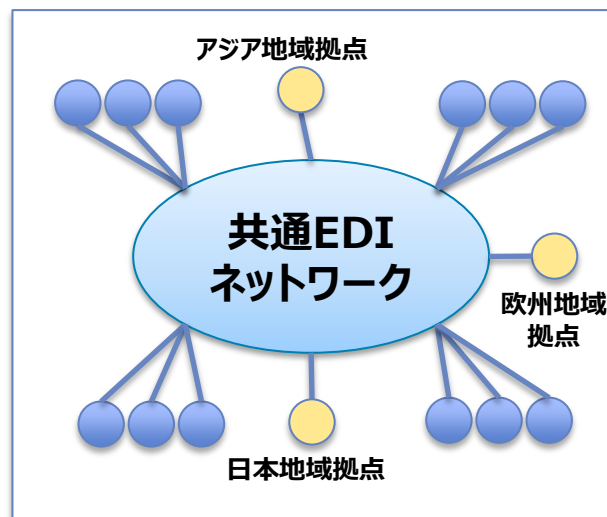 アジア地域拠点
共通EDI
ネットワーク
欧州地域
拠点
日本地域拠点